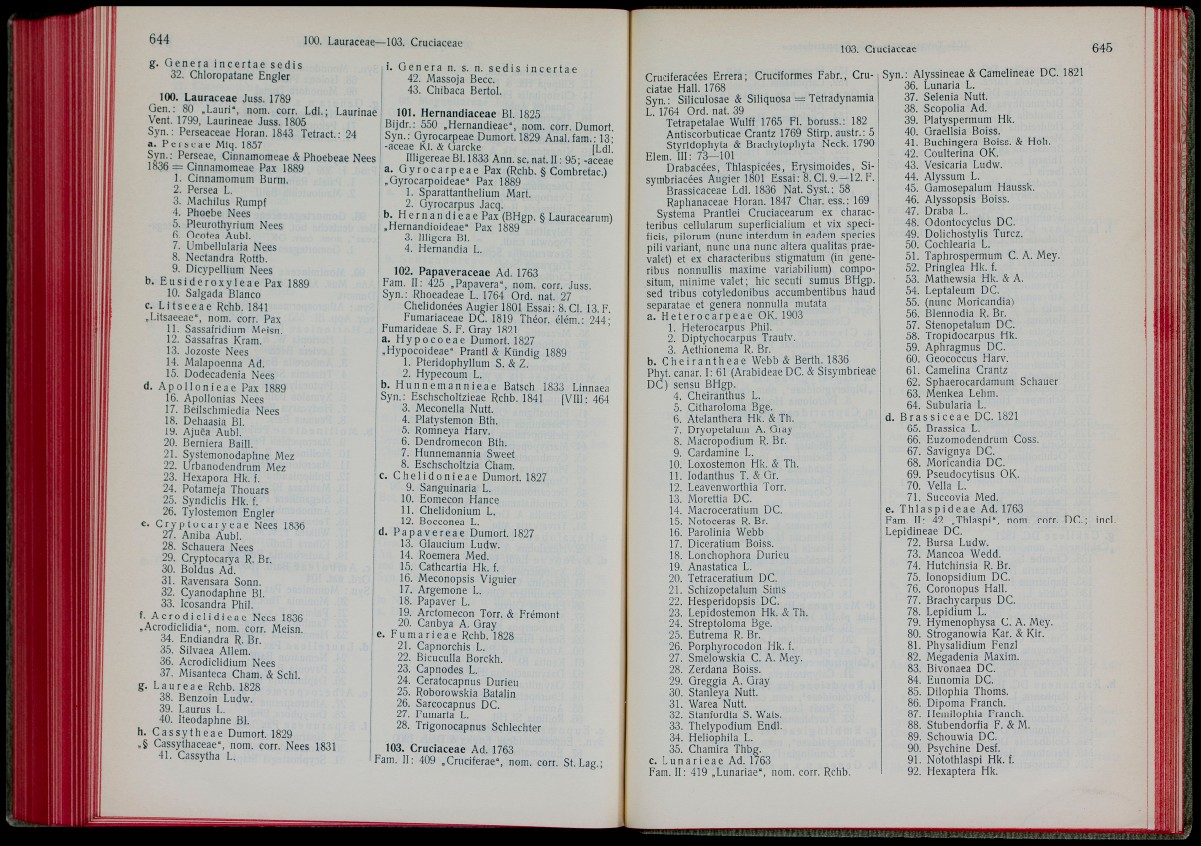 644
100. Lauraceae—103. Cruciaceae
g. Genera incertae sedis
32. Chloropatane Engler
100. Lauraceae Juss. 1789
Gen.: 80 „Lauri“, nom. corr. Ldl.; Laurinae
Vent. 1799, Laurineae Juss. 1805
Syn.: Perseaceae Horan. 1843 Tetract.: 24
a. Perseae Miq. 1857
Syn.: Perseae, Cinnamomeae & Phoebeae Nees
1836 = Cinnamomeae Pax 1889
1. Cinnamomum Burm.
2. Persea L.
3. Machilus Rumpf
4. Phoebe Nees
5. Pleurothyrium Nees
6. Ocotea Aubl.
7. Umbellularia Nees
8. Nectandra Rottb.
9. Dicypellium Nees
b. Eusideroxyleae Pax 1889
10. Salgada Blanco
c. Litseeae Rchb. 1841
„Litsaeeae“, nom. corr. Pax
11. Sassafridium Meisn.
12. Sassafras Kram.
13. Jozoste Nees
14. Malapoenna Ad.
15. Dodecadenia Nees
d. Apollonieae Pax 1889
16. Apollonias Nees
17. Beilschmiedia Nees
18. Dehaasia Bl.
19. Ajuëa Aubl.
20. Berniera Baill.
21. Systemonodaphne Mez
22. Urbanodendrum Mez
23. Hexapora Hk. f.
24. Potameja Thouars
25. Syndiclis Hk. f.
26. Tylostemon Engler
e. Cryptocaryeae Nees 1836
27. Aniba Aubl.
28. Schauera Nees
29. Cryptocarya R. Br.
30. Boldus Ad.
31. Ravensara Sonn.
32. Cyanodaphne Bl.
33. Icosandra Phil.
f. Acrodiclidieae Nees 1836
„Acrodiclidia“, nom. corr. Meisn.
34. Endiandra R. Br.
35. Silvaea Allem.
36. Acrodiclidium Nees
37. Misanteca Cham. & Schl.
g. Laureae Rchb. 1828
38. Benzoin Ludw.
39. Laurus L.
40. Iteodaphne Bl.
h. Cassytheae Dumort. 1829
„§ Cassythaceae“, nom. corr. Nees 1831
41. Cassytha L.
i. Genera n. s. n. sedis incertae
42. Massoja Becc.
43. Chibaca Bertol.
101. Hernandiaceae Bl. 1825
Bijdr.: 550 „Hernandieae“, nom. corr. Dumort.
Syn.: Gyrocarpeae Dumort. 1829 Anal. fam.: 13;
-aceae Kl. & Garcke [Ldl.
Illigereae Bl. 1833 Ann. sc. nat. II: 95; -aceae
a. Gyrocarpeae Pax (Rchb. § Combretac.)
„Gyrocarpoideae“ Pax 1889
1. Sparattanthelium Mart.
2. Gyrocarpus Jacq.
b. Hernandieae Pax (BHgp. § Lauracearum)
„Hernandioideae“ Pax 1889
3. Illigera Bl.
4. Hernandia L.
102. Papaveraceae Ad. 1763
Fam. II: 425 „Papavera“, nom. corr. Juss.
Syn.: Rhoeadeae L. 1764 Ord. nat. 27
Chelidonées Augier 1801 Essai: 8. Cl. 13. F.
Fumariaceae DC. 1819 Théor. élém.: 244;
Fumarideae S. F. Gray 1821
a. Hypocoeae Dumort. 1827
„Hypocoideae“ Prantl & Kündig 1889
1. Pteridophyllum S. & Z.
2. Hypecoum L.
b. Hunnemannieae Batsch 1833 Linnaea
Syn.: Eschscholtzieae Rchb. 1841 [VIII: 464
3. Meconella Nutt.
4. Platystemon Bth.
5. Romneya Harv.
6. Dendromecon Bth.
7. Hunnemannia Sweet
8. Eschscholtzia Cham.
c. Chelidonieae Dumort. 1827
9. Sanguinaria L.
10. Eomecon Hance
11. Chelidonium L.
12. Bocconea L.
d. Papavereae Dumort. 1827
13. Glaucium Ludw.
14. Roemera Med.
15. Cathcartia Hk. f.
16. Meconopsis Viguier
17. Argemone L.
18. Papaver L.
19. Arctomecon Torr. & Frémont
20. Canbya A. Gray
e. Fumarieae Rchb. 1828
21. Capnorchis L.
22. Bicuculla Borckh.
23. Capnodes L.
24. Ceratocapnus Durieu
25. Roborowskia Batalin
26. Sarcocapnus DC.
27. Fumaria L.
28. Trigonocapnus Schlechter
103. Cruciaceae Ad. 1763
Fam. II: 409 „Cruciferae“, nom. corr. St. Lag.;
103. Cruciaceae
645
Cruciferacées Errera; Cruciformes Fabr., Cru-
ciatae Hall. 1768
Syn.: Siliculosae & Siliquosa = Tetradynamia
L. 1764 Ord. nat. 39
Tetrapetalae Wulff 1765 Fl. boruss.: 182
Antiscorbuticae Crantz 1769 Stirp. austr.: 5
Stylidophyta & Brachylophyta Neck. 1790
Elem. III: 73—101
Drabacées, Thlaspicées, Erysimoides, Si-
symbriacées Augier 1801 Essai: 8. Cl. 9.—12. F.
Brassicaceae Ldl. 1836 Nat. Syst.: 58
Raphanaceae Horan. 1847 Char. ess.: 169
Systema Prantlei Cruciacearum ex charac-
teribus cellularum superficialium et vix speci-
ficis, pilorum (nunc interdum in eadem species
pili variant, nunc una nunc altera qualitas prae-
valet) et ex characteribus stigmatum (in gene-
ribus nonnullis maxime variabilium) compo-
situm, minime valet; hic secuti sumus BHgp.
sed tribus cotyledonibus accumbentibus haud
separatae et genera nonnulla mutata
a. Heterocarpeae OK. 1903
1. Heterocarpus Phil.
2. Diptychocarpus Trautv.
3. Aethionema R. Br.
b. Cheirantheae Webb & Berth. 1836
Phyt. canar. I: 61 (Arabideae DC. & Sisymbrieae
DC) sensu BHgp.
4. Cheiranthus L.
5. Citharoloma Bge.
6. Atelanthera Hk. & Th.
7. Dryopetalum A. Gray
8. Macropodium R. Br.
9. Cardamine L.
10. Loxostemon Hk. & Th.
11. Iodanthus T. & Gr.
12. Leavenworthia Torr.
13. Morettia DC.
14. Macroceratium DC.
15. Notoceras R. Br.
16. Parolinia Webb
17. Diceratium Boiss.
18. Lonchophora Durieu
19. Anastatica L.
20. Tetraceratium DC.
21. Schizopetalum Sims
22. Hesperidopsis DC.
23. Lepidostemon Hk. & Th.
24. Streptoloma Bge.
25. Eutrema R. Br.
26. Porphyrocodon Hk. f.
27. Smelowskia C. A. Mey.
28. Zerdana Boiss.
29. Greggia A. Gray
30. Stanleya Nutt.
31. Warea Nutt.
32. Stanfordia S. Wats.
33. Thelypodium Endl.
34. Heliophila L.
35. Chamira Thbg.
c. Lunarieae Ad. 1763
Fam. II: 419 „Lunariae“, nom. corr. Rchb.
Syn.: Alyssineae & Camelineae DC. 1821
36. Lunaria L.
37. Selenia Nutt.
38. Scopolia Ad.
39. Platyspermum Hk.
40. Graellsia Boiss.
41. Buchingera Boiss. & Hoh.
42. Coulterina OK.
43. Vesicaria Ludw.
44. Alyssum L.
45. Gamosepalum Haussk.
46. Alyssopsis Boiss.
47. Draba L.
48. Odontocyclus DC.
49. Dolichostylis Turcz.
50. Cochlearia L.
51. Taphrospermum C. A. Mey.
52. Pringlea Hk. f.
53. Mathewsia Hk. & A.
54. Leptaleum DC.
55. (nunc Moricandia)
56. Blennodia R. Br.
57. Stenopetalum DC.
58. Tropidocarpus Hk.
59. Aphragmus DC.
60. Geococcus Harv.
61. Camelina Crantz
62. Sphaerocardamum Schauer
63. Menkea Lehm.
64. Subularia L.
d. Brassiceae DC. 1821
65. Brassica L.
66. Euzomodendrum Coss.
67. Savignya DC.
68. Moricandia DC.
69. Pseudocytisus OK.
70. Vella L.
71. Succovia Med.
e. Thlaspideae Ad. 1763
Fam. II: 42 „Thlaspi“, nom. corr. DC.; incl.
Lepidineae DC.
72. Bursa Ludw.
73. Mancoa Wedd.
74. Hutchinsia R. Br.
75. Ionopsidium DC.
76. Coronopus Hall.
77. Brachycarpus DC.
78. Lepidium L.
79. Hymenophysa C. A. Mey.
80. Stroganowia Kar. & Kir.
81. Physalidium Fenzl
82. Megadenia Maxim.
83. Bivonaea DC.
84. Eunomia DC.
85. Dilophia Thoms.
86. Dipoma Franch.
87. Hemilophia Franch.
88. Stubendorfia F. & M.
89. Schouwia DC.
90. Psychine Desf.
91. Notothlaspi Hk. f.
92. Hexaptera Hk.